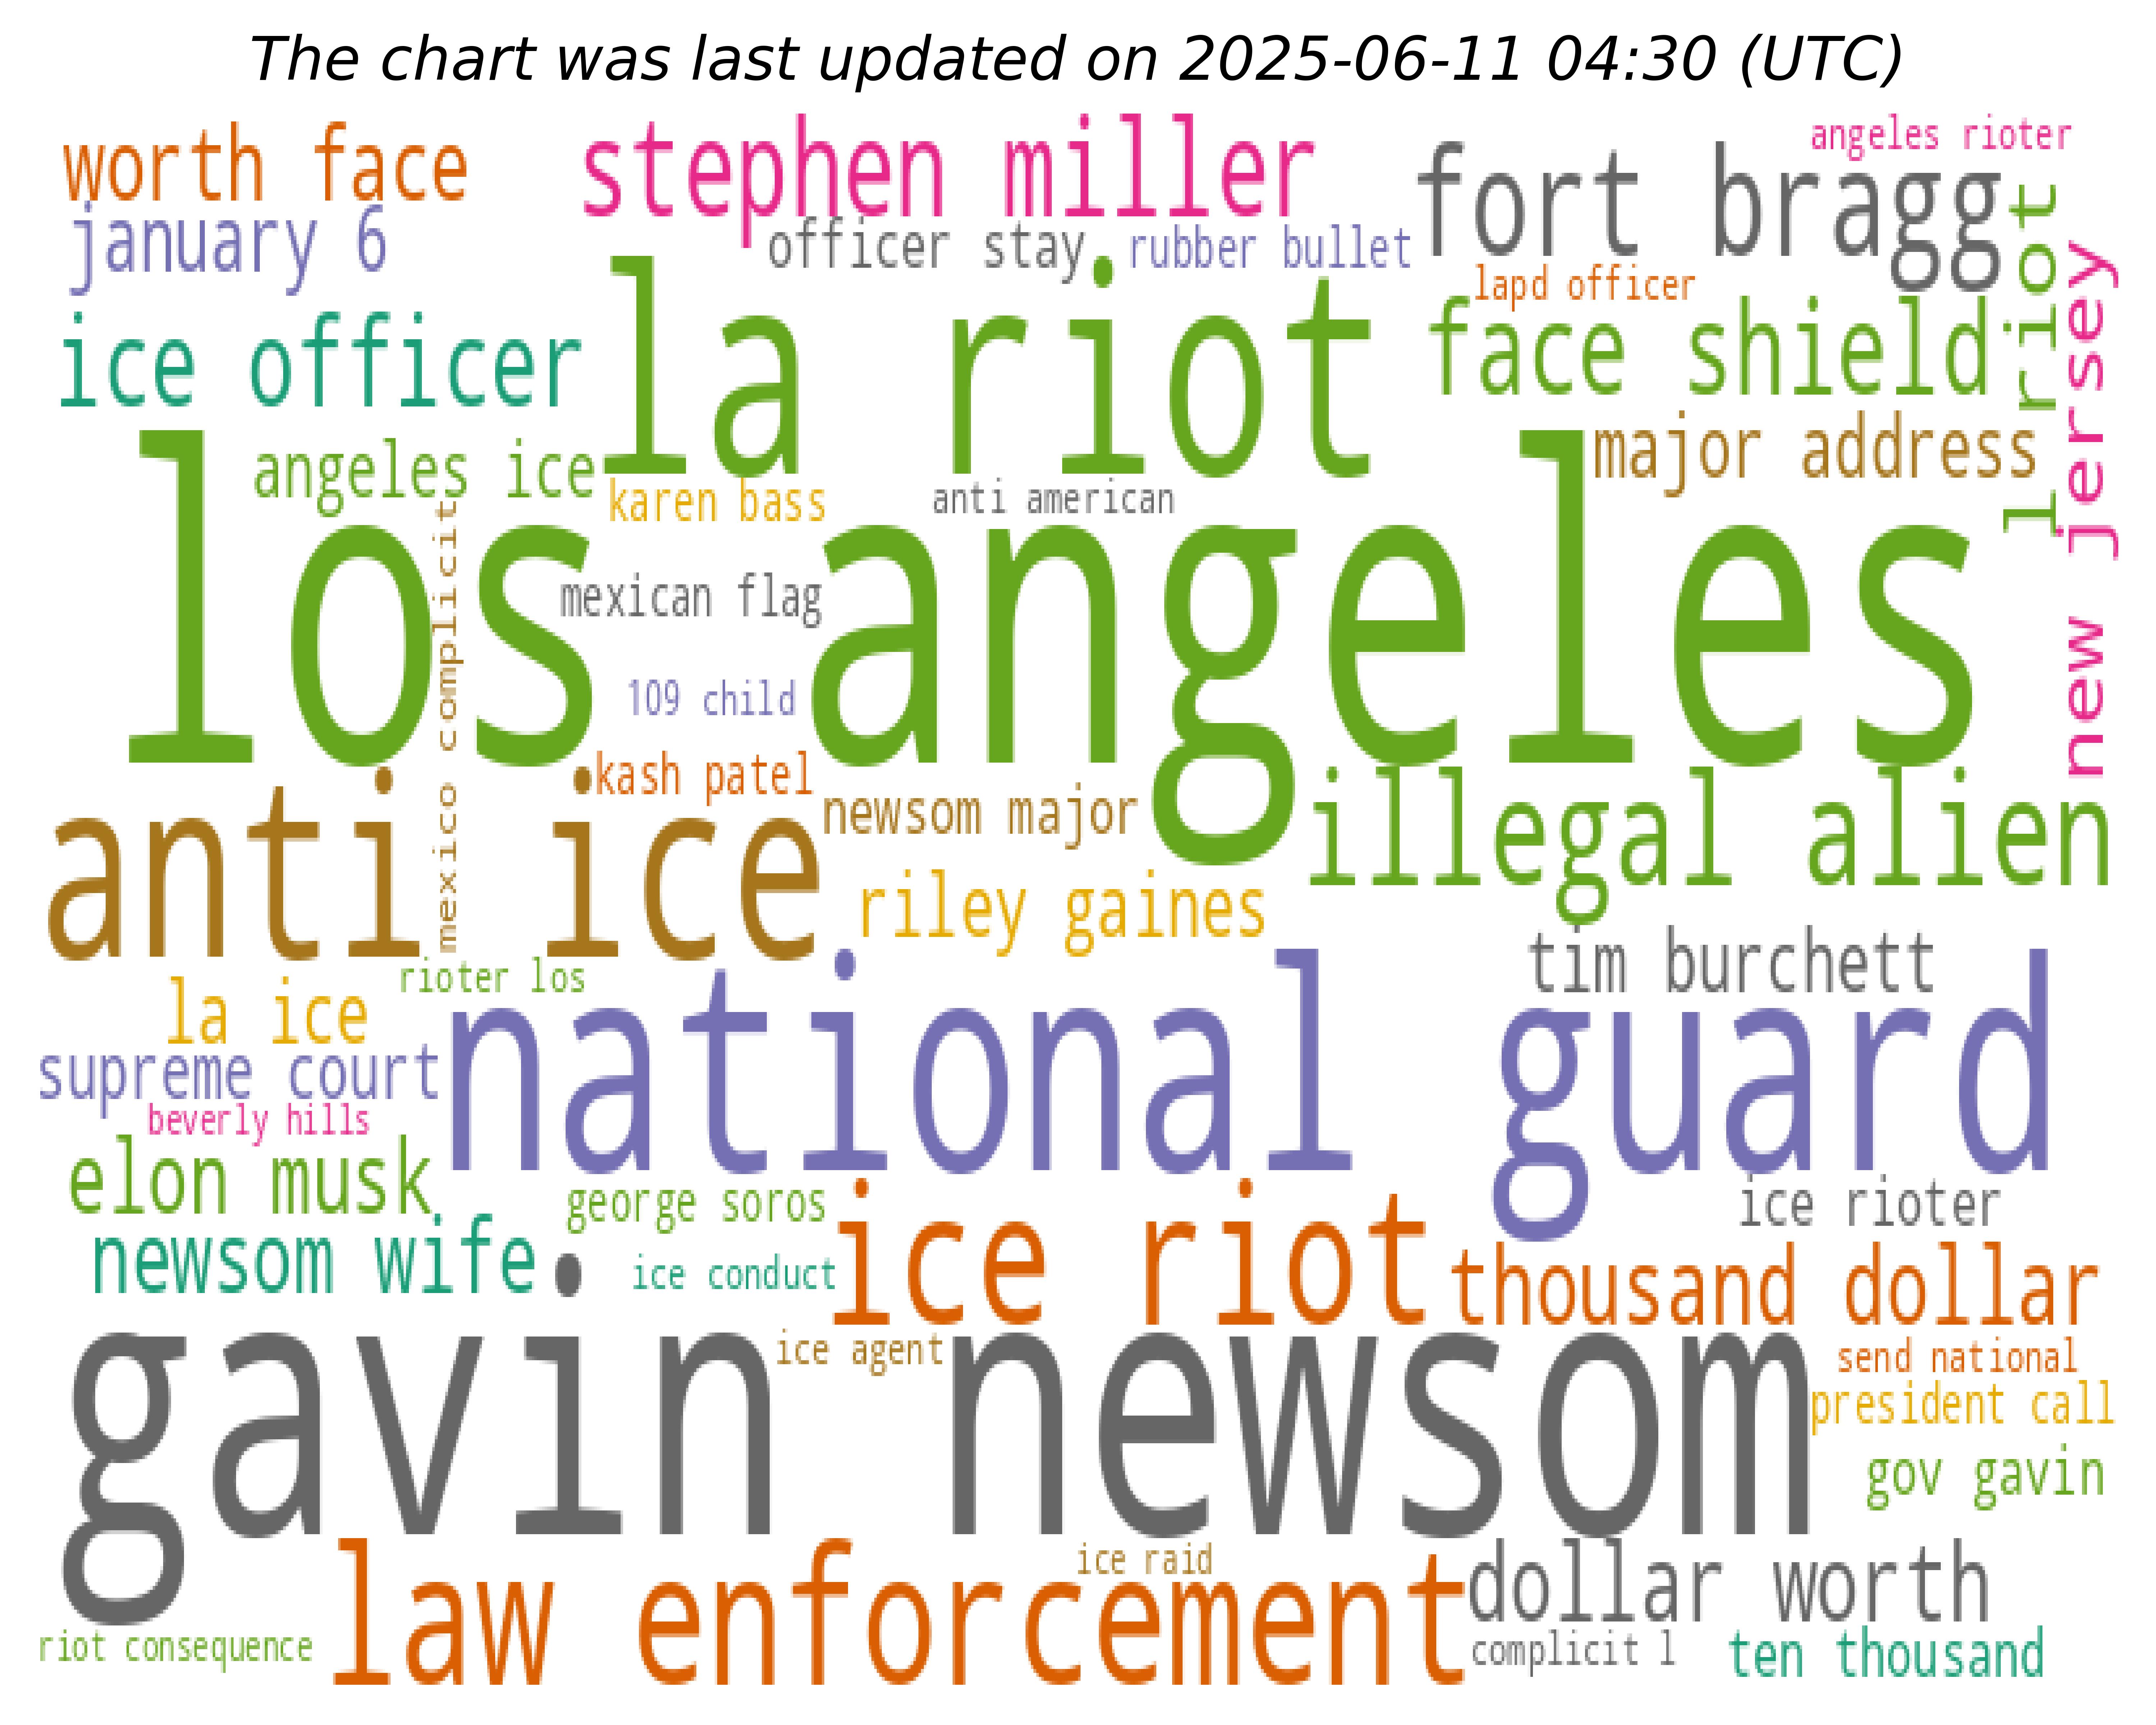 The chart was last updated on 2025-06-11 04:30 (UTC)
worth face
stephen miller
fort bragg
angeles rioter
january 6
officer stay
rubber bullet
lapd officer
l riot
new jersey
ice officer
la riot
face shield
angeles ice
karen bass
anti american
major address
los angeles
mexico complicit
mexican flag
109 child
kash patel
anti ice
newsom major
illegal alien
riley gaines
tim burchett
la ice
rioter los
national guard
supreme court
beverly hills
elon musk
george soros
ice rioter
newsom wife
ice conduct
ice riot
thousand dollar
gavin newsom
ice agent
send national
president call
gov gavin
law enforcement
ice raid
dollar worth
riot consequence
complicit l
ten thousand